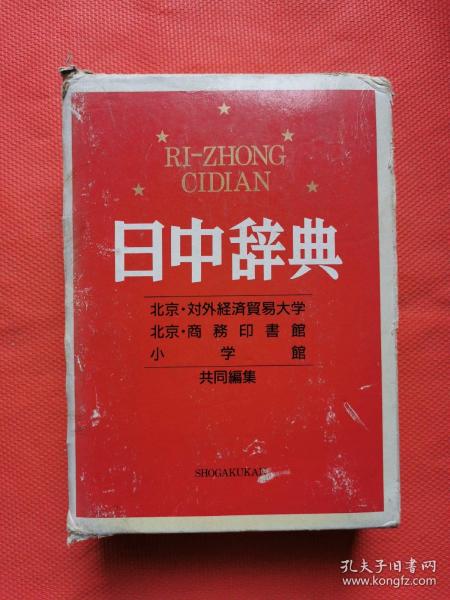 RI-ZHONG
CIDIAN
日中辞典
北京・対外経済貿易大学
北京・商務印書館
小学館
共同編集
SHOGAKUKAN
孔夫子旧书网
www.kongfz.com